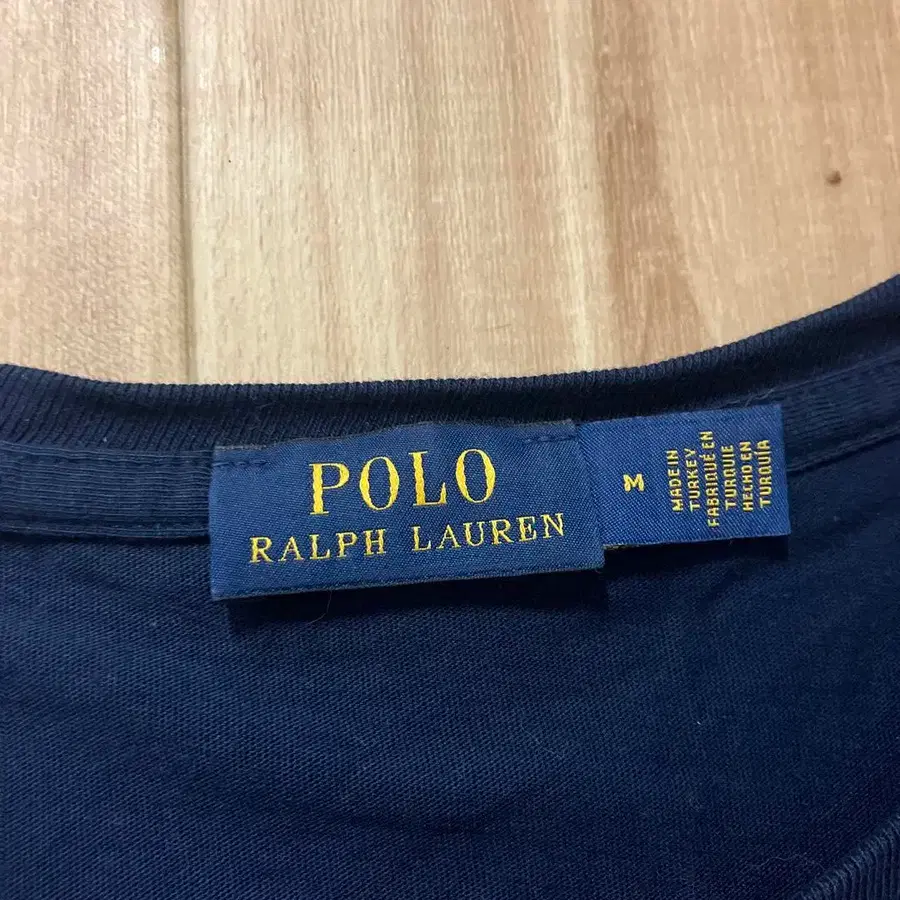 POLO
RALPH LAUREN
M
MADE IN
TURKEY
FABRIQUÉ EN
TURQUIE
HECHO EN
TURQUÍA